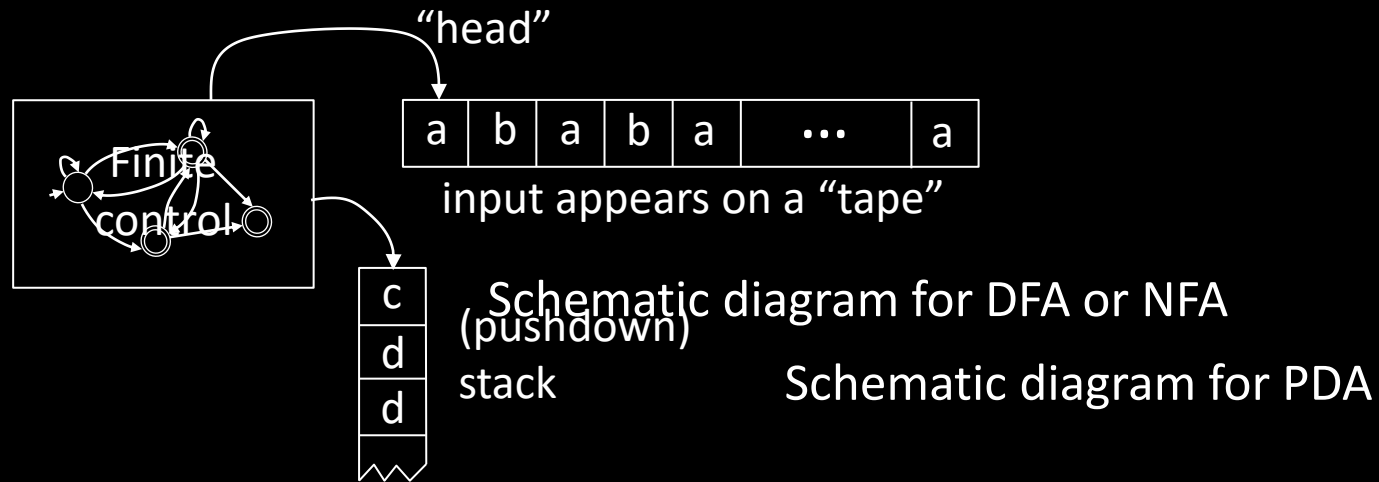 “head”
a b a b a ... a
Finite
control
input appears on a “tape”
c
d
d
(pushdown)
stack
Schematic diagram for DFA or NFA
Schematic diagram for PDA